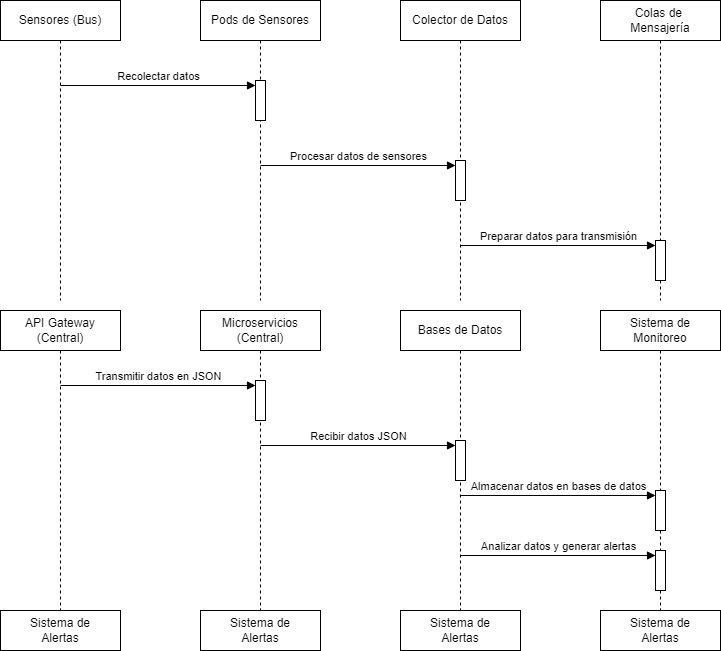 Sensores (Bus)
Pods de Sensores
Colector de Datos
Colas de
Mensajería
Recolectar datos
Procesar datos de sensores
Preparar datos para transmisión
API Gateway
(Central)
Microservicios
(Central)
Bases de Datos
Sistema de
Monitoreo
Transmitir datos en JSON
Recibir datos JSON
Almacenar datos en bases de datos
Analizar datos y generar alertas
Sistema de
Alertas
Sistema de
Alertas
Sistema de
Alertas
Sistema de
Alertas